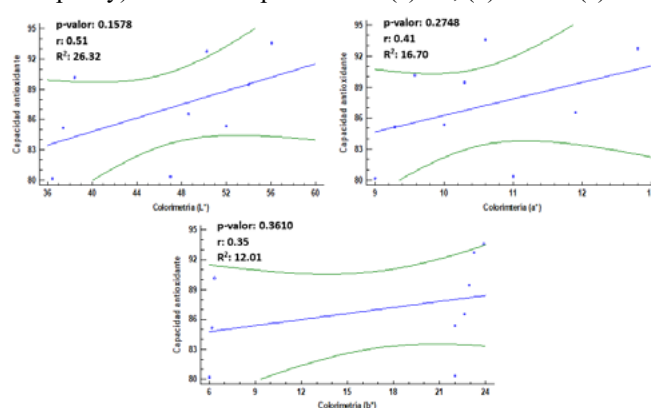 p-valor: 0.1578
r: 0.51
R²: 26.32
Capacidad antioxidante
95
92
89
86
83
80
36 40 44 48 52 56 60
Colorimetria (L*)
p-valor: 0.2748
r: 0.41
R²: 16.70
Capacidad antioxidante
95
92
89
86
83
80
9 10 11 12
Colorimteria (a*)
p-valor: 0.3610
r: 0.35
R²: 12.01
Capacidad antioxidante
95
92
89
86
83
80
6 9 12 15 18 21 24
Colorimetria (b*)